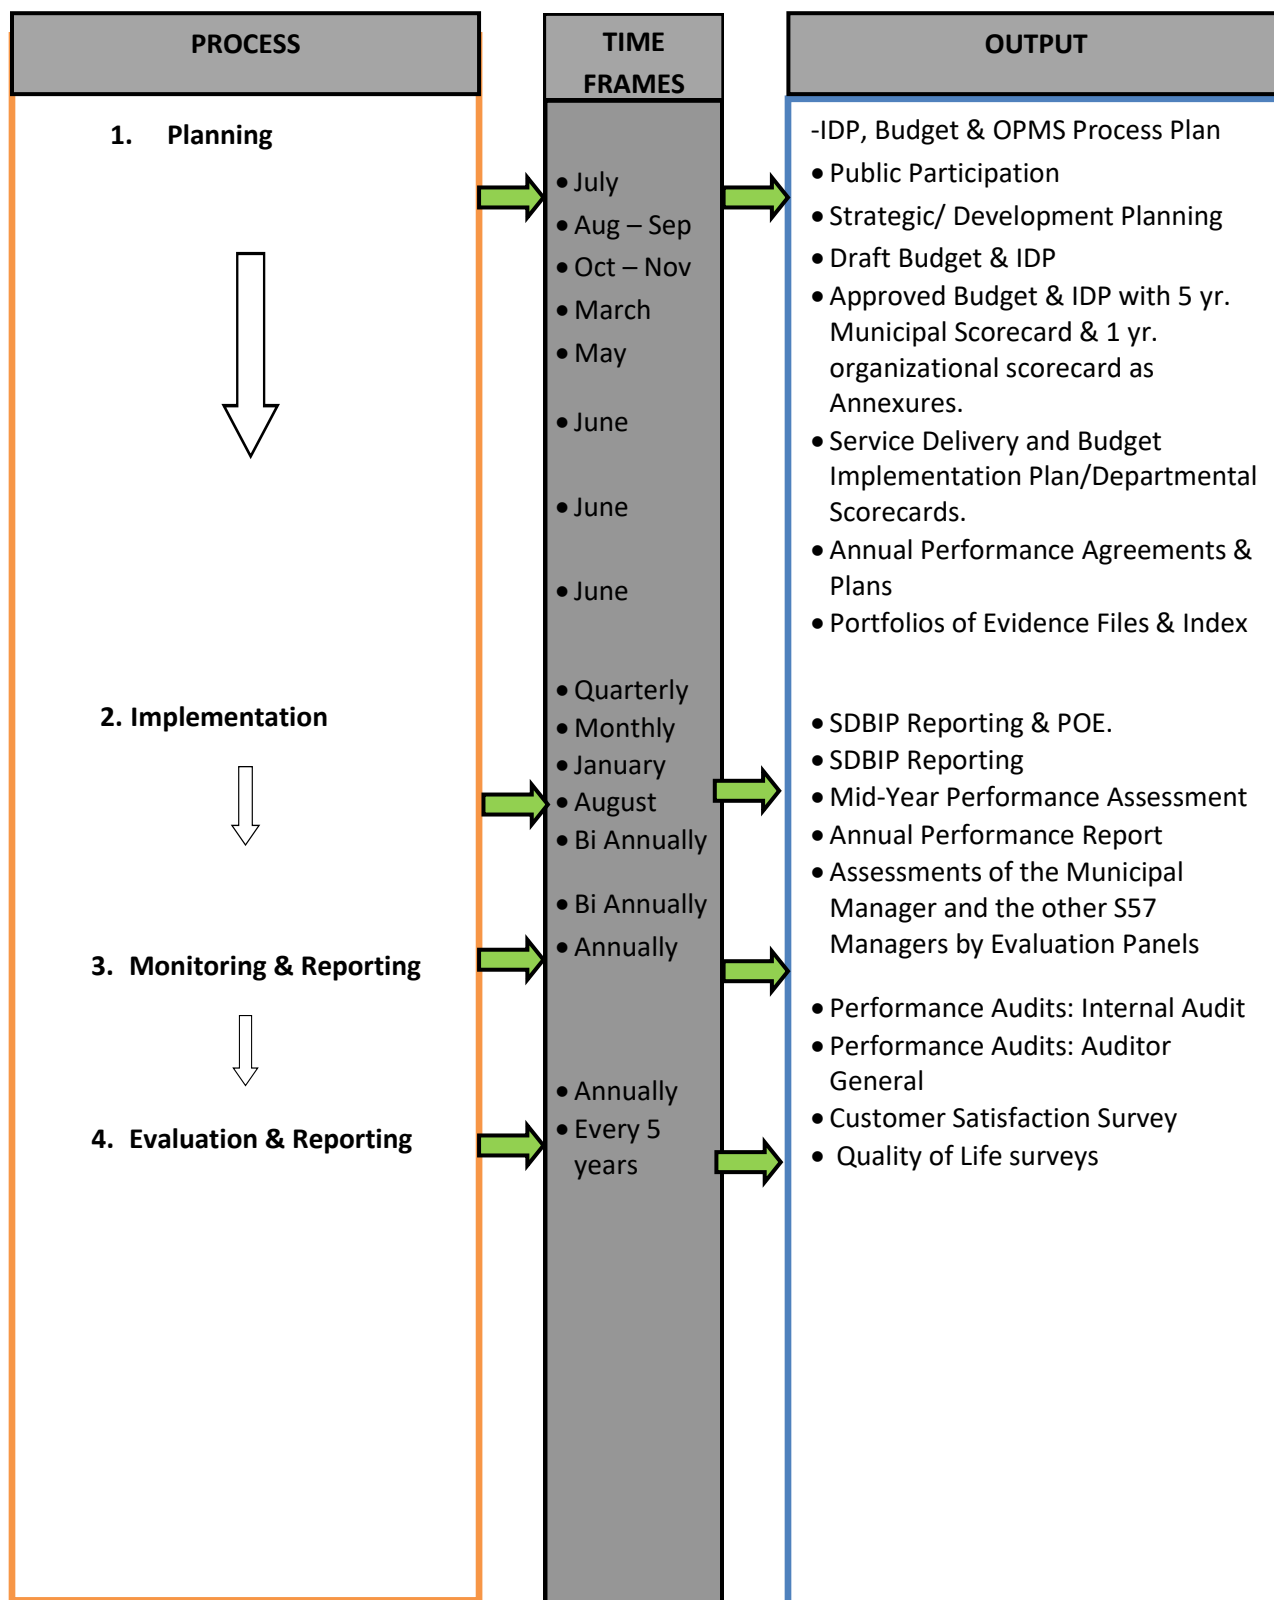 PROCESS
1. Planning
2. Implementation
3. Monitoring & Reporting
4. Evaluation & Reporting
TIME
FRAMES
• July
• Aug – Sep
• Oct – Nov
• March
• May
• June
• June
• June
• Quarterly
• Monthly
• January
• August
• Bi Annually
• Bi Annually
• Annually
• Annually
• Every 5
years
OUTPUT
-IDP, Budget & OPMS Process Plan
• Public Participation
• Strategic/ Development Planning
• Draft Budget & IDP
• Approved Budget & IDP with 5 yr.
Municipal Scorecard & 1 yr.
organizational scorecard as
Annexures.
• Service Delivery and Budget
Implementation Plan/Departmental
Scorecards.
• Annual Performance Agreements &
Plans
• Portfolios of Evidence Files & Index
• SDBIP Reporting & POE.
• SDBIP Reporting
• Mid-Year Performance Assessment
• Annual Performance Report
• Assessments of the Municipal
Manager and the other S57
Managers by Evaluation Panels
• Performance Audits: Internal Audit
• Performance Audits: Auditor
General
• Customer Satisfaction Survey
• Quality of Life surveys